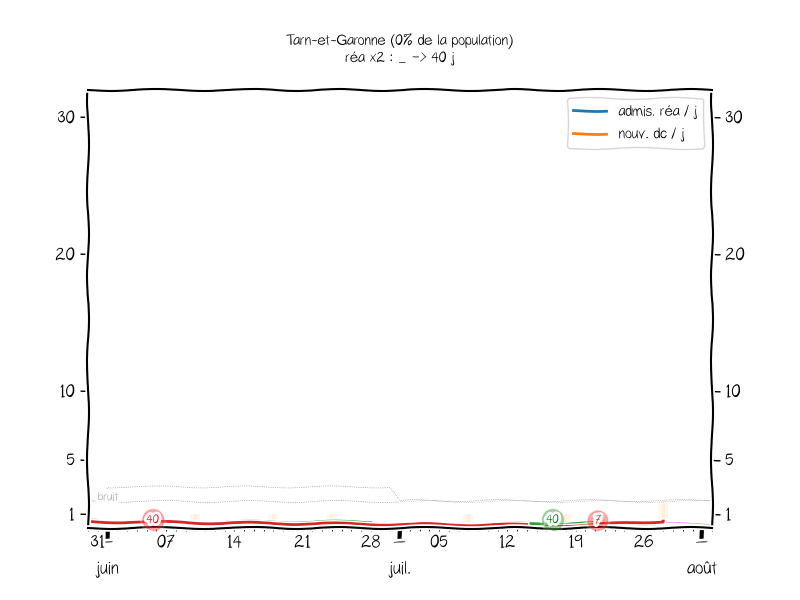 Tarn-et-Garonne (0% de la population)
réa x2 : _ -> 40 j
admis. réa / j
nouv. dc / j
30
30
20
20
10
10
5
5
bruit
1
40
40
7
1
31
07
14
21
28
05
12
19
26
juin
juil.
août